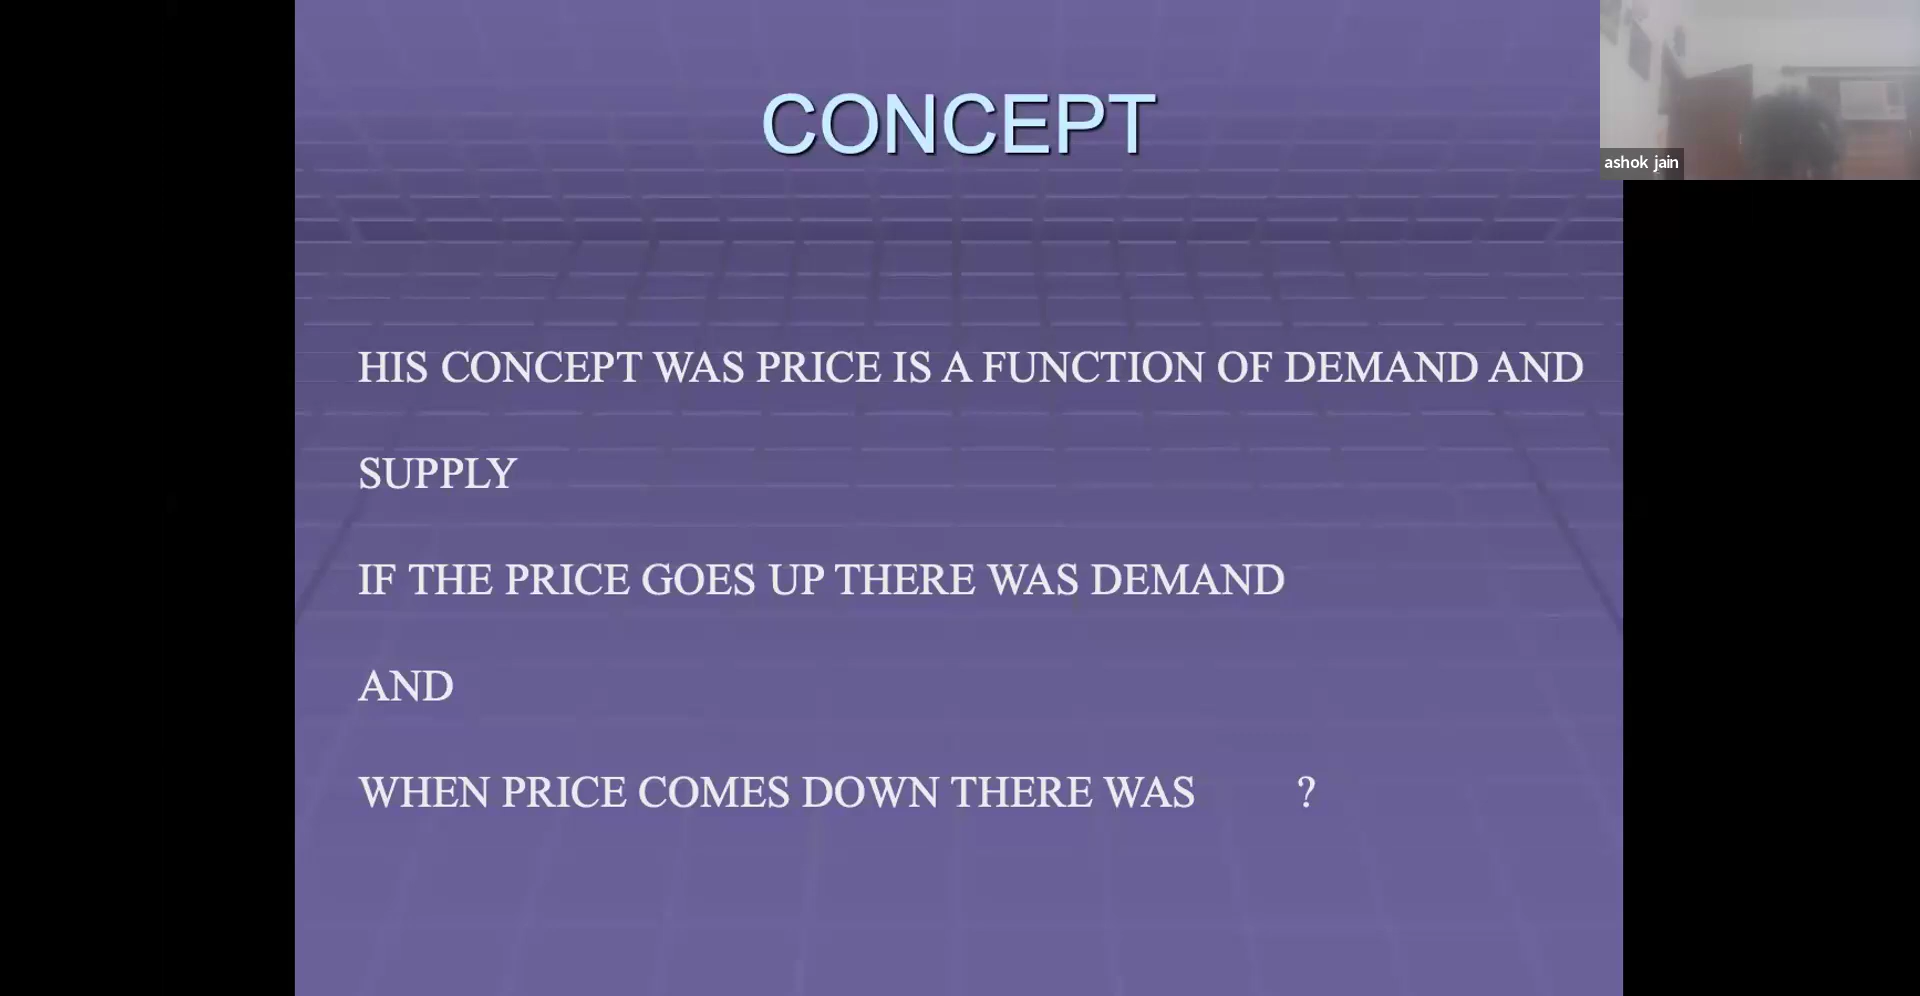 CONCEPT
ashok jain
HIS CONCEPT WAS PRICE IS A FUNCTION OF DEMAND AND
SUPPLY
IF THE PRICE GOES UP THERE WAS DEMAND
AND
WHEN PRICE COMES DOWN THERE WAS ?